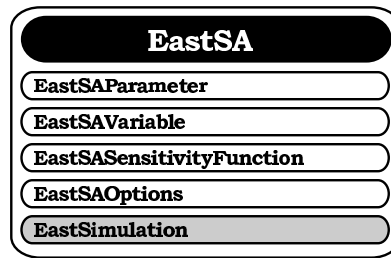 EastSA
EastSAParameter
EastSAVariable
EastSASensitivityFunction
EastSAOptions
EastSimulation